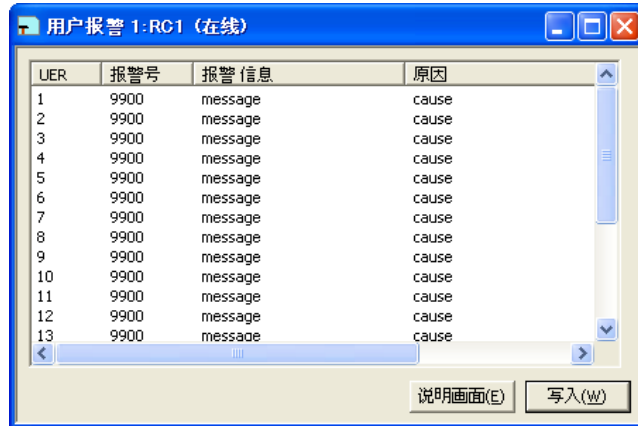 用户报警 1:RC1 (在线)
UER 报警号 报警 信息 原因
1 9900 message cause
2 9900 message cause
3 9900 message cause
4 9900 message cause
5 9900 message cause
6 9900 message cause
7 9900 message cause
8 9900 message cause
9 9900 message cause
10 9900 message cause
11 9900 message cause
12 9900 message cause
13 9900 message cause
说明画面(E) 写入(W)